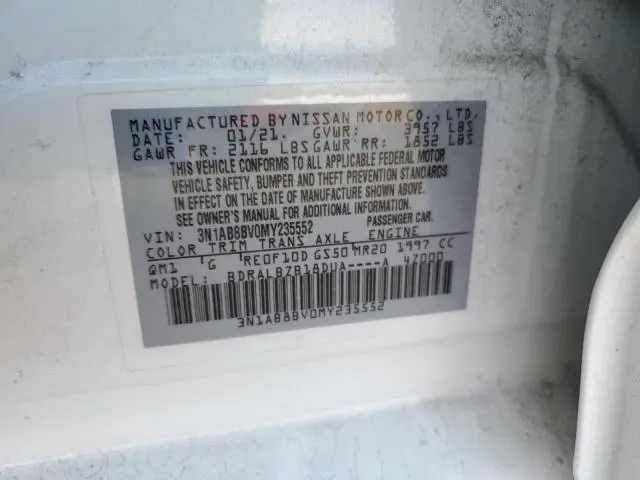 MANUFACTURED BY NISSAN MOTOR CO., LTD.
DATE: 01/21. GVWR: 3957 LBS
GAWR FR: 2116 LBS GAWR RR: 1852 LBS
THIS VEHICLE CONFORMS TO ALL APPLICABLE FEDERAL MOTOR
VEHICLE SAFETY, BUMPER AND THEFT PREVENTION STANDARDS
IN EFFECT ON THE DATE OF MANUFACTURE SHOWN ABOVE.
SEE OWNER'S MANUAL FOR ADDITIONAL INFORMATION.
VIN: 3N1AB8BV0MY235552 PASSENGER CAR.
COLOR TRIM TRANS AXLE ENGINE
QM1 G RE0F10D GS50 MR20 1997 CC
MODEL: BDRALBZB18DUA----A 47000
3N1AB8BV0MY235552